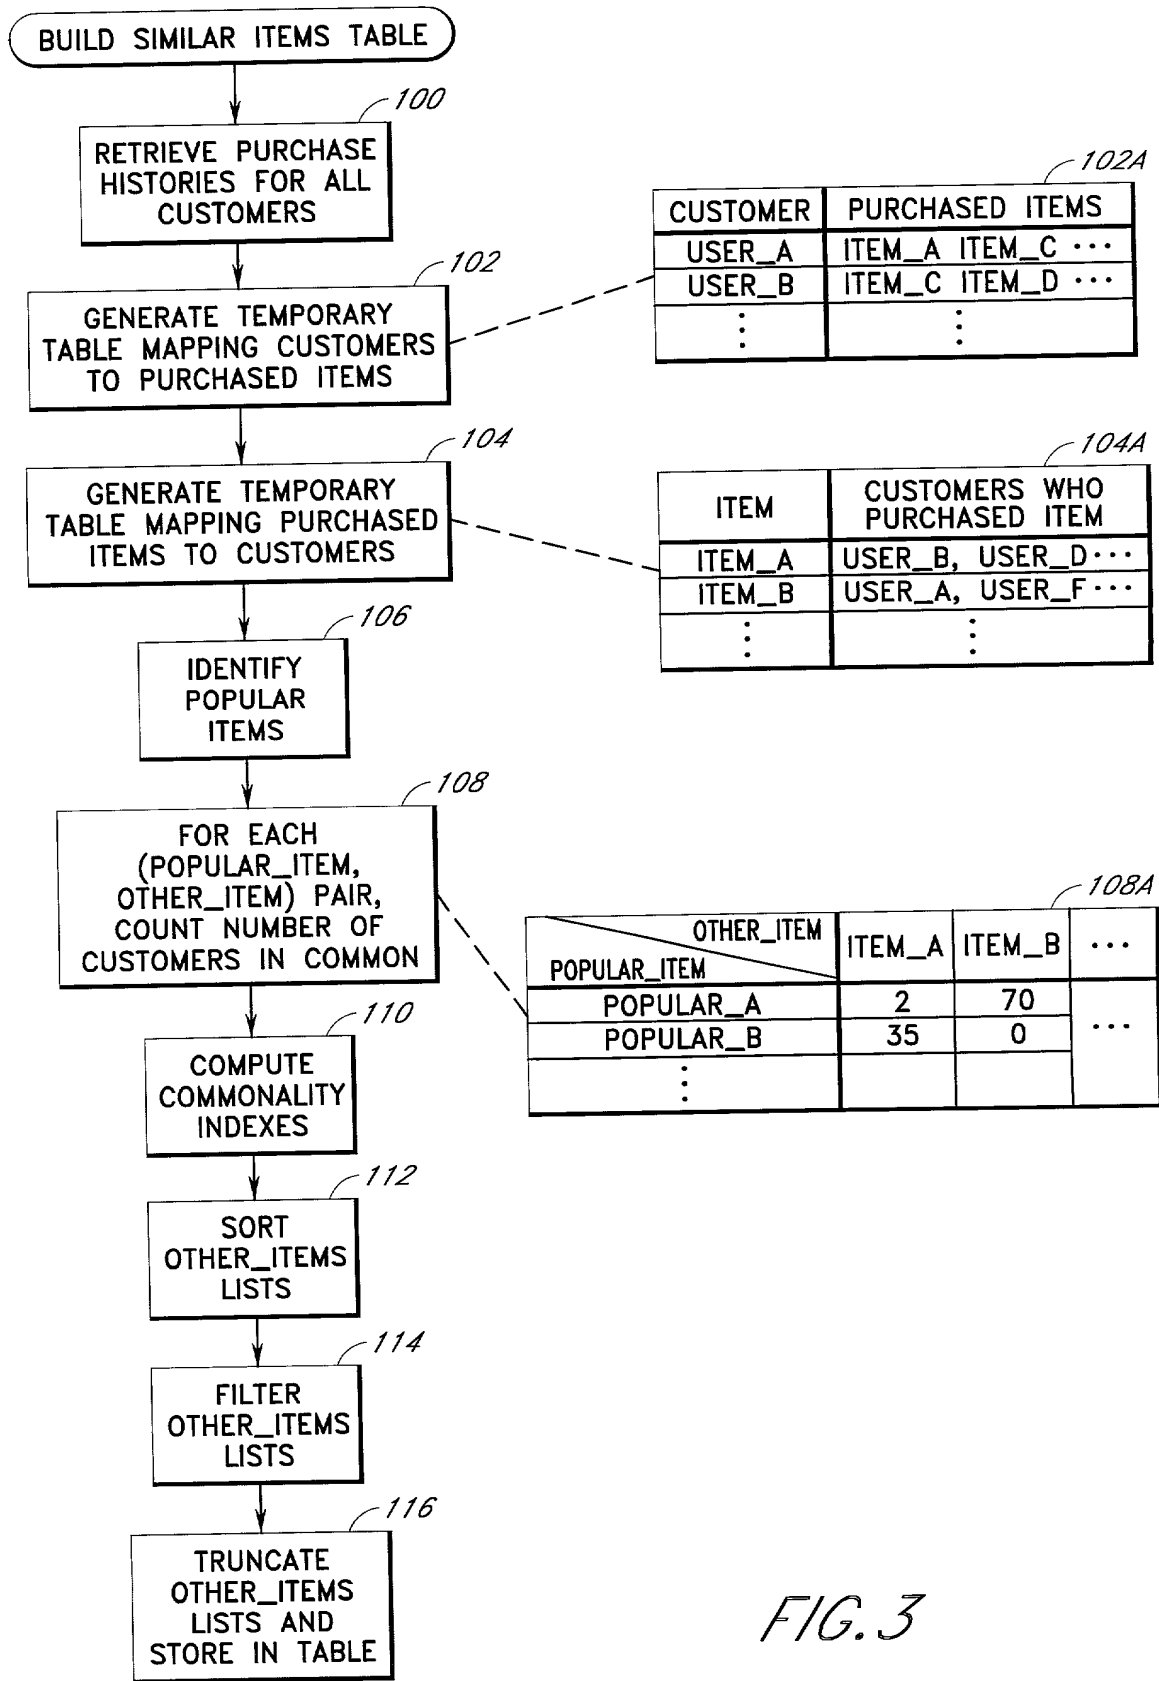 BUILD SIMILAR ITEMS TABLE
100
RETRIEVE PURCHASE
HISTORIES FOR ALL
CUSTOMERS
102
GENERATE TEMPORARY
TABLE MAPPING CUSTOMERS
TO PURCHASED ITEMS
102A
CUSTOMER PURCHASED ITEMS
USER_A ITEM_A ITEM_C ···
USER_B ITEM_C ITEM_D ···
104
GENERATE TEMPORARY
TABLE MAPPING PURCHASED
ITEMS TO CUSTOMERS
104A
ITEM CUSTOMERS WHO
PURCHASED ITEM
ITEM_A USER_B, USER_D···
ITEM_B USER_A, USER_F···
106
IDENTIFY
POPULAR
ITEMS
108
FOR EACH
(POPULAR_ITEM,
OTHER_ITEM) PAIR,
COUNT NUMBER OF
CUSTOMERS IN COMMON
108A
OTHER_ITEM ITEM_A ITEM_B ···
POPULAR_ITEM
POPULAR_A 2 70
POPULAR_B 35 0 ···
110
COMPUTE
COMMONALITY
INDEXES
112
SORT
OTHER_ITEMS
LISTS
114
FILTER
OTHER_ITEMS
LISTS
116
TRUNCATE
OTHER_ITEMS
LISTS AND
STORE IN TABLE
FIG. 3